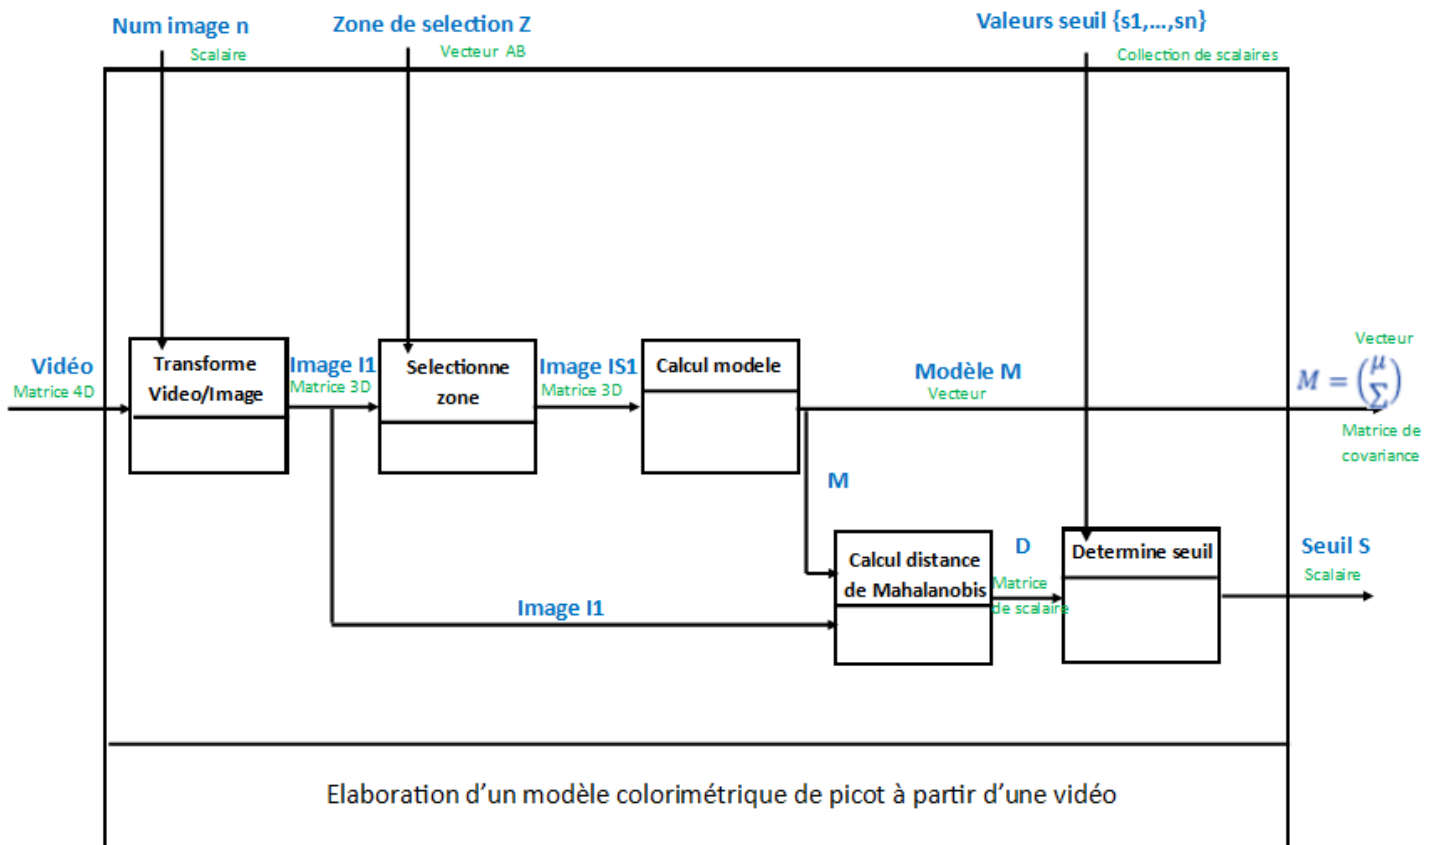 Num image n
Scalaire
Zone de selection Z
Vecteur AB
Valeurs seuil {s1,...,sn}
Collection de scalaires
Vidéo
Matrice 4D
Transforme
Video/Image
Image I1
Matrice 3D
Selectionne
zone
Image IS1
Matrice 3D
Calcul modele
Modèle M
Vecteur
Vecteur
M = (μ
Σ)
Matrice de
covariance
M
Calcul distance
de Mahalanobis
D
Matrice
de scalaire
Determine seuil
Seuil S
Scalaire
Image I1
Elaboration d’un modèle colorimétrique de picot à partir d’une vidéo